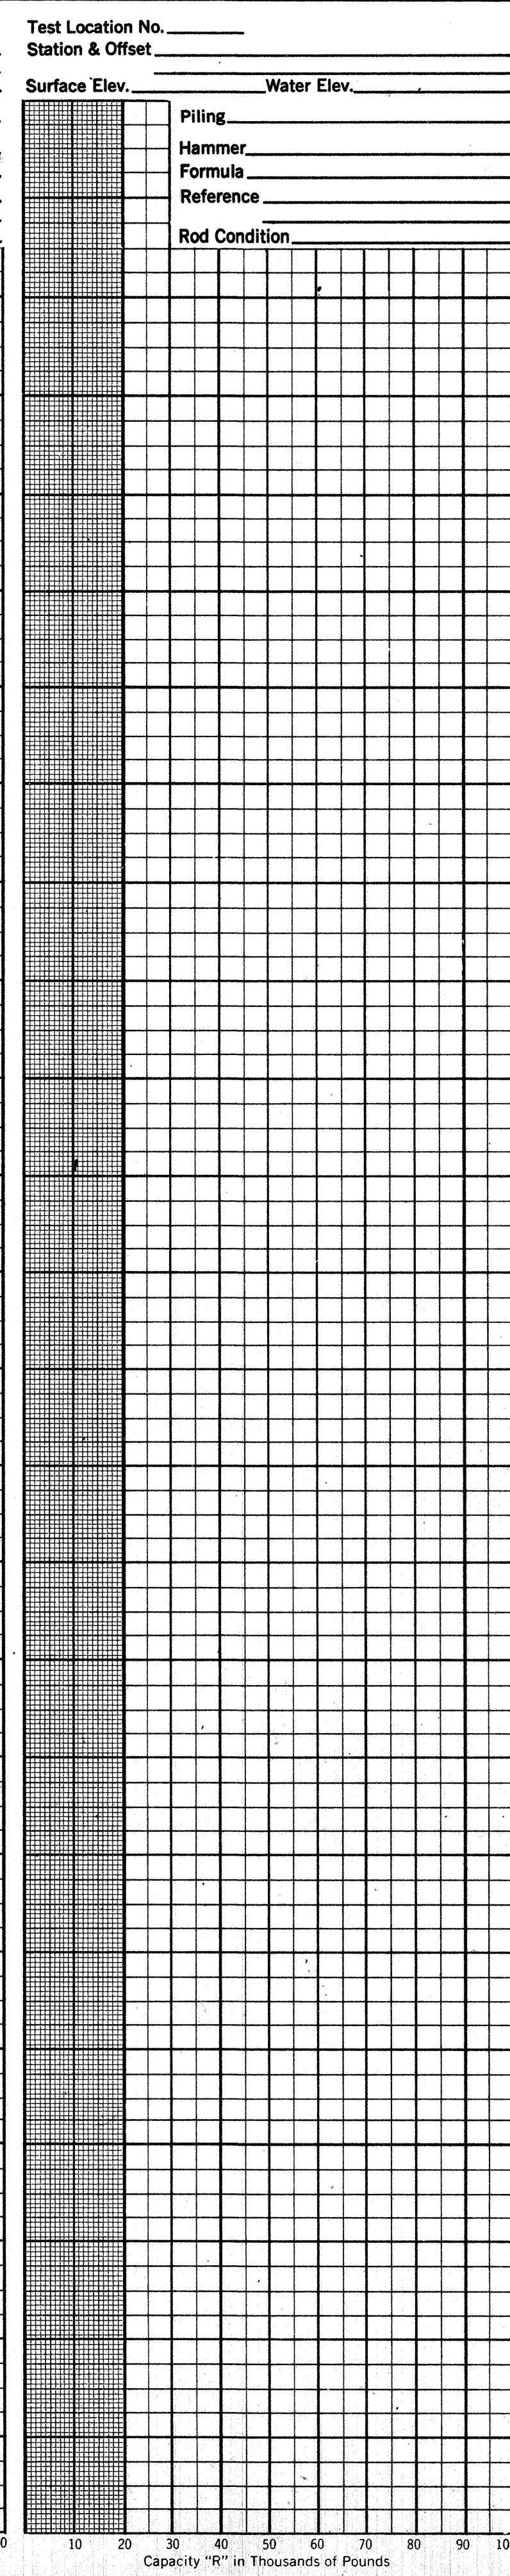 Test Location No.
Station & Offset
Surface Elev. Water Elev.
Piling
Hammer
Formula
Reference
Rod Condition
0 10 20 30 40 50 60 70 80 90 10
Capacity "R" in Thousands of Pounds